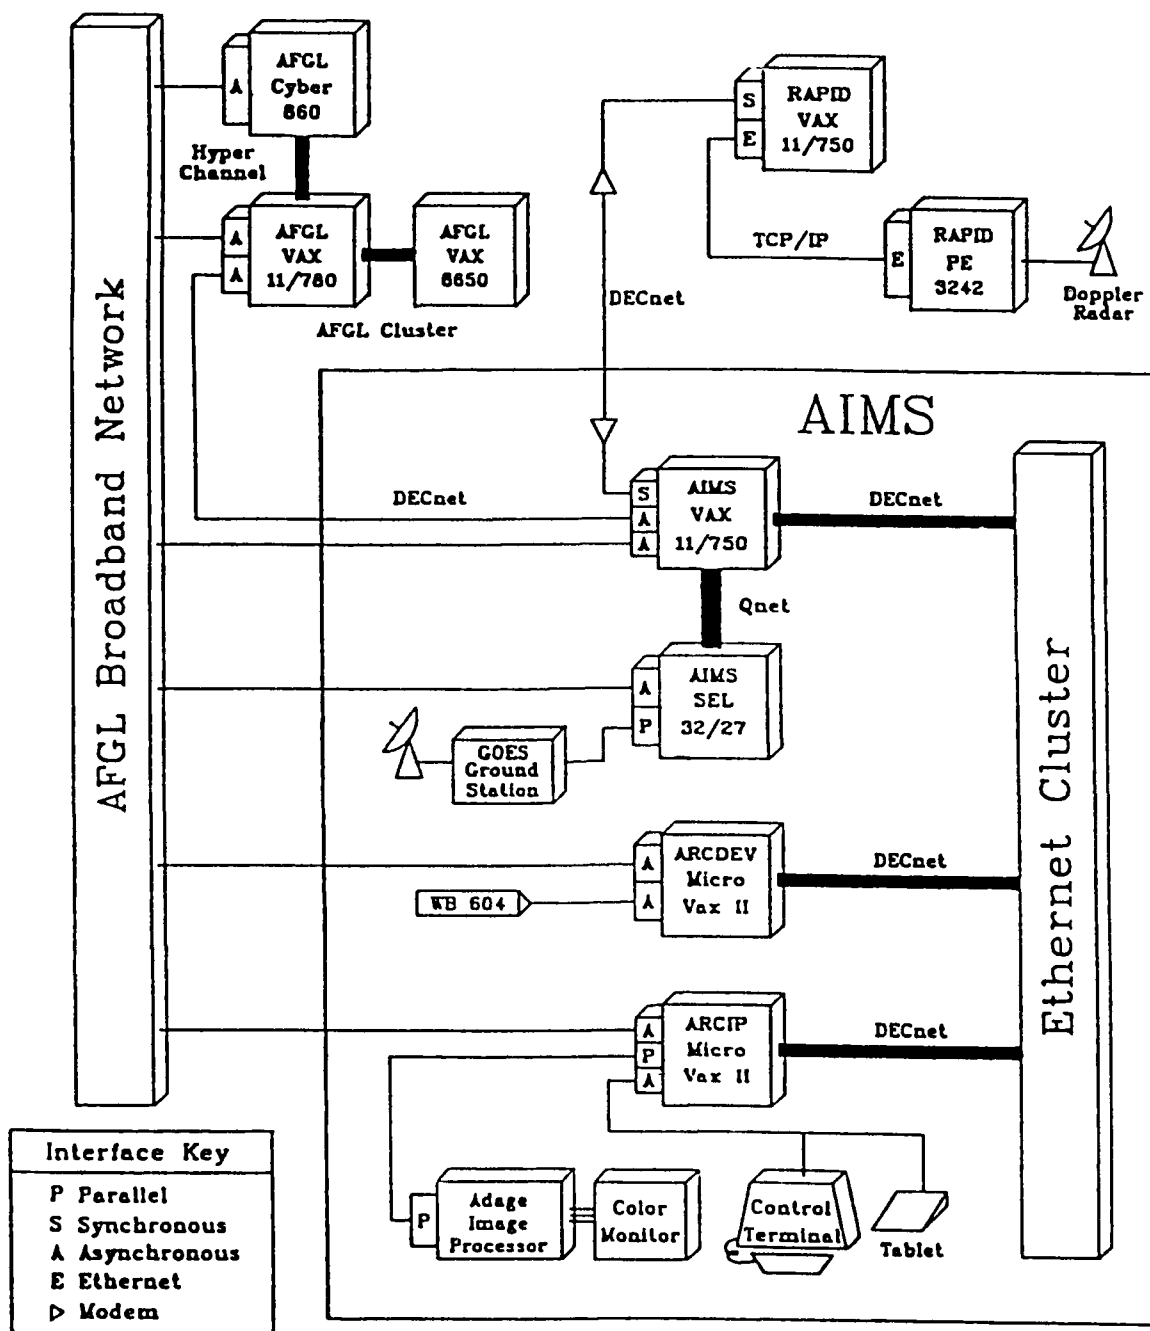 A
AFGL
Cyber
860
Hyper
Channel
A
A
AFGL
VAX
11/780
AFGL
VAX
8650
AFGL Cluster
S
E
RAPID
VAX
11/750
TCP/IP
E
RAPID
PE
3242
Doppler
Radar
DECnet
AFGL Broadband Network
AIMS
S
A
A
AIMS
VAX
11/750
DECnet
DECnet
Qnet
A
P
AIMS
SEL
32/27
GOES
Ground
Station
Ethernet Cluster
A
A
ARCDEV
Micro
Vax II
DECnet
WB 604
A
P
A
ARCIP
Micro
Vax II
DECnet
P
Adage
Image
Processor
Color
Monitor
Control
Terminal
Tablet
Interface Key
P Parallel
S Synchronous
A Asynchronous
E Ethernet
Modem